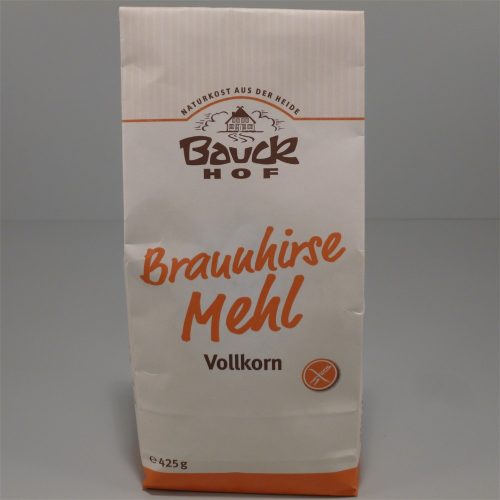 NATURKOST AUS DER HEIDE
Bauck
HOF
Braunhirse
Mehl
Vollkorn
℮ 425 g